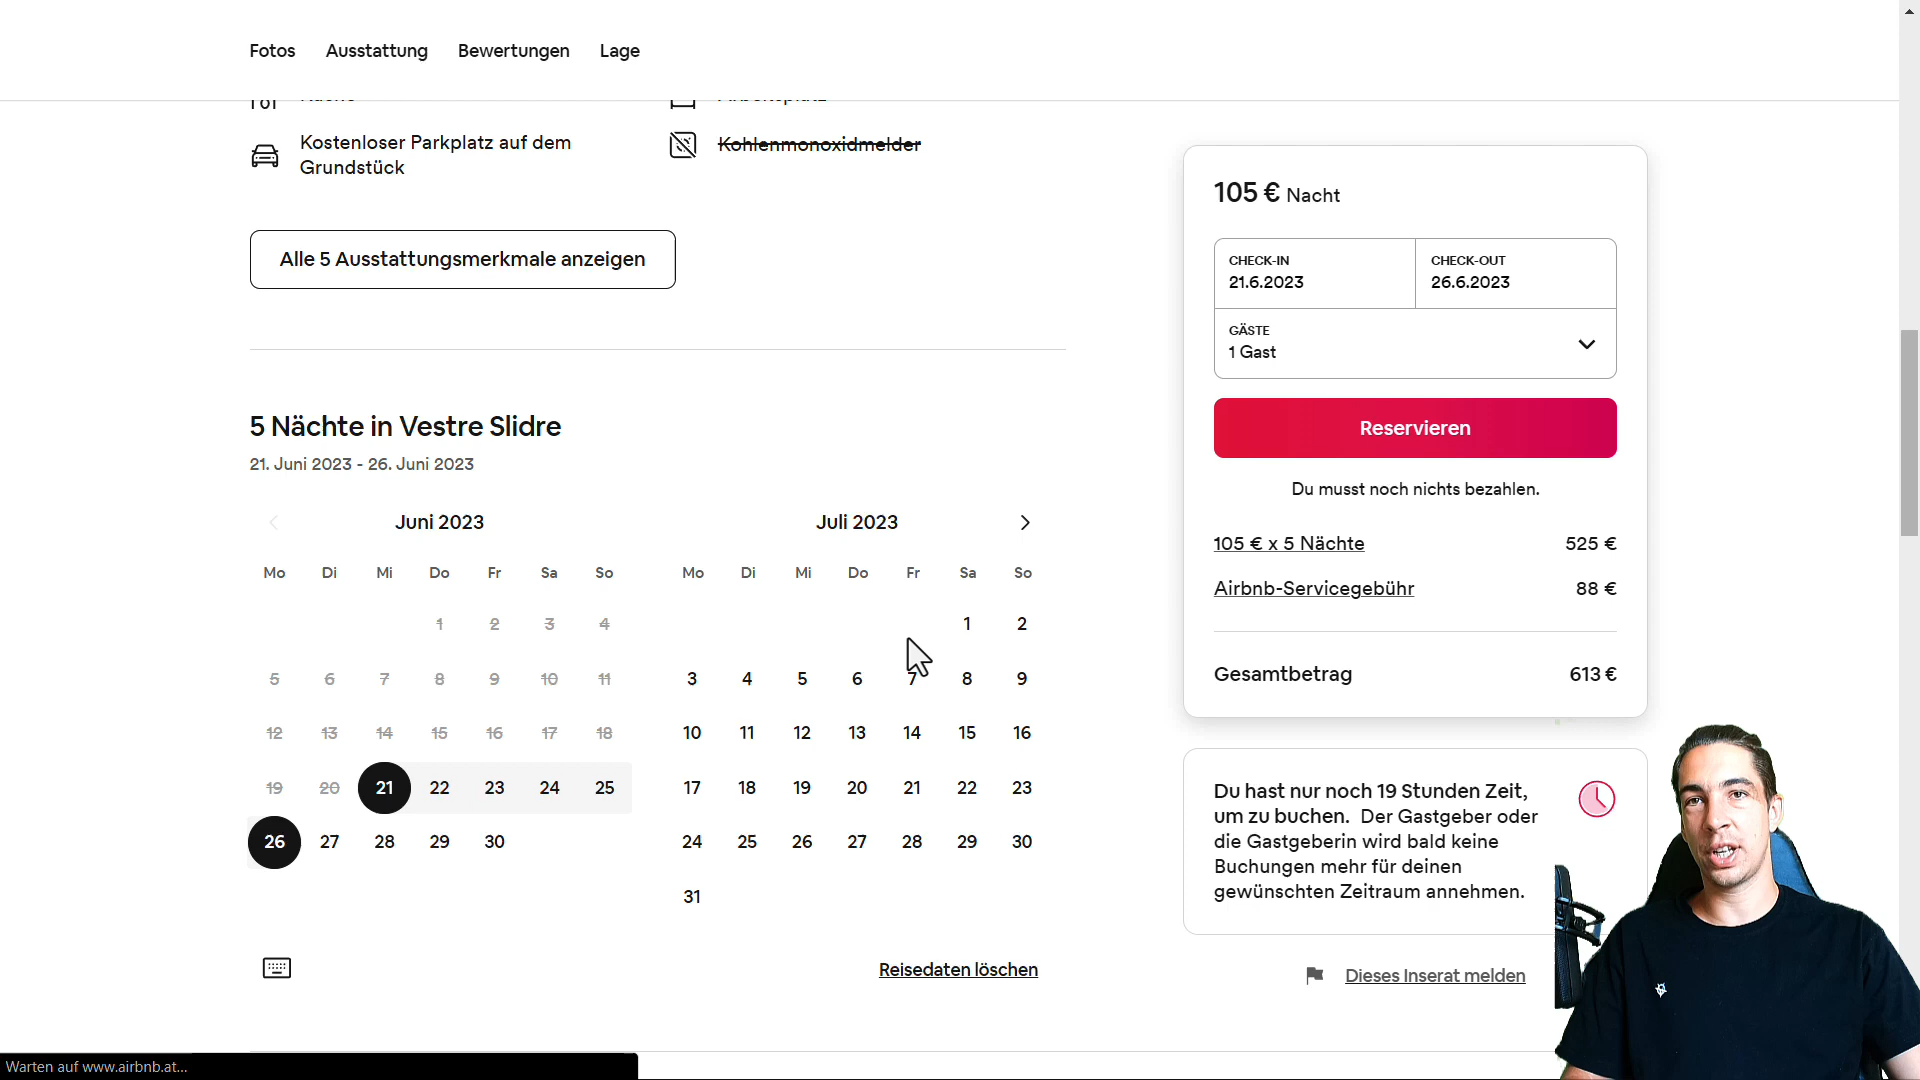 Fotos Ausstattung Bewertungen Lage
Kostenloser Parkplatz auf dem
Grundstück
Kohlenmonoxidmelder
Alle 5 Ausstattungsmerkmale anzeigen
5 Nächte in Vestre Slidre
21. Juni 2023 - 26. Juni 2023
Juni 2023
Mo Di Mi Do Fr Sa So
1 2 3 4
5 6 7 8 9 10 11
12 13 14 15 16 17 18
19 20 21 22 23 24 25
26 27 28 29 30
Juli 2023
Mo Di Mi Do Fr Sa So
1 2
3 4 5 6 7 8 9
10 11 12 13 14 15 16
17 18 19 20 21 22 23
24 25 26 27 28 29 30
31
Reisedaten löschen
105 € Nacht
CHECK-IN
21.6.2023
CHECK-OUT
26.6.2023
GÄSTE
1 Gast
Reservieren
Du musst noch nichts bezahlen.
105 € x 5 Nächte 525 €
Airbnb-Servicegebühr 88 €
Gesamtbetrag 613 €
Du hast nur noch 19 Stunden Zeit,
um zu buchen. Der Gastgeber oder
die Gastgeberin wird bald keine
Buchungen mehr für deinen
gewünschten Zeitraum annehmen.
Dieses Inserat melden
Warten auf www.airbnb.at...